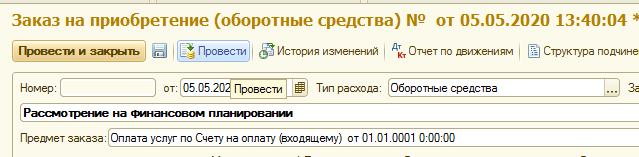 Заказ на приобретение (оборотные средства) № от 05.05.2020 13:40:04 *
Провести и закрыть Провести История изменений Дт Кт Отчет по движениям Структура подчинен
Номер: от: 05.05.202 Провести Тип расхода: Оборотные средства ... За
Рассмотрение на финансовом планировании
Предмет заказа: Оплата услуг по Счету на оплату (входящему) от 01.01.0001 0:00:00